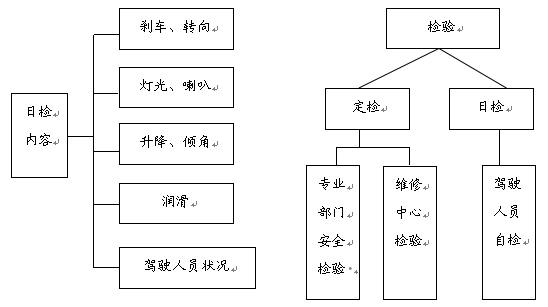 日检
内容
刹车、转向
灯光、喇叭
升降、倾角
润滑
驾驶人员状况
检验
定检
日检
专业
部门
安全
检验
维修
中心
检验
驾驶
人员
自检